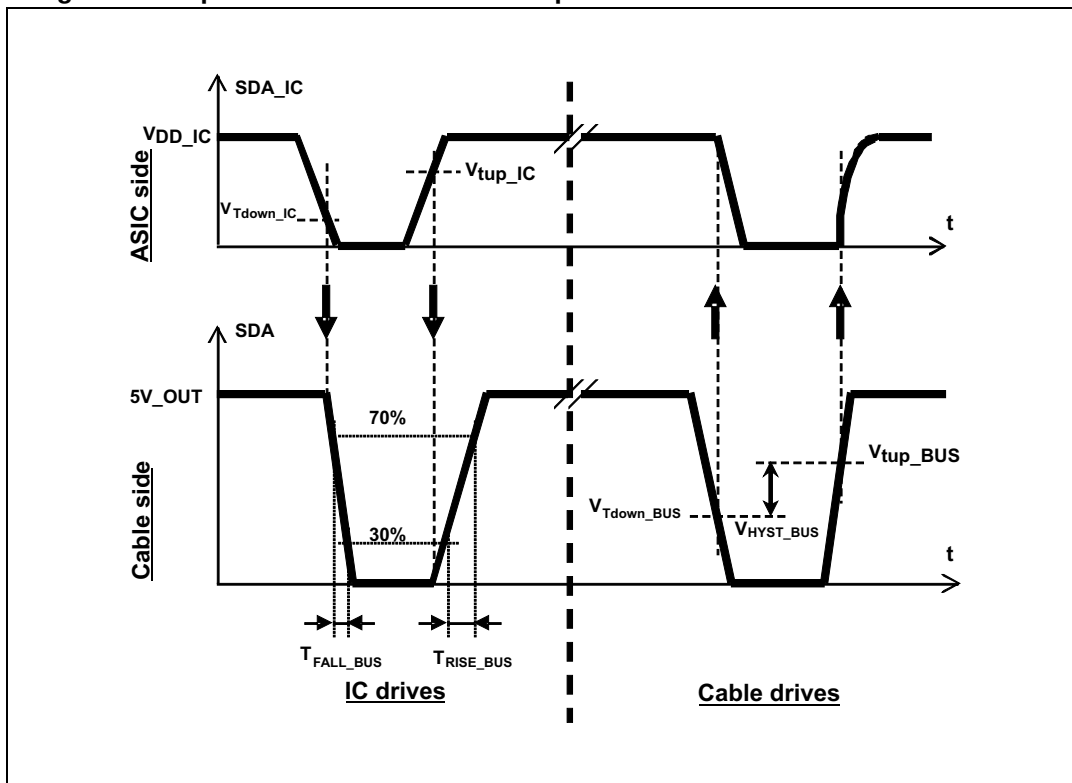 SDA_IC
VDD_IC
Vtup_IC
VTdown_IC
t
ASIC side
SDA
5V_OUT
70%
Vtup_BUS
VTdown_BUS
VHYST_BUS
30%
t
Cable side
TFALL_BUS
TRISE_BUS
IC drives
Cable drives